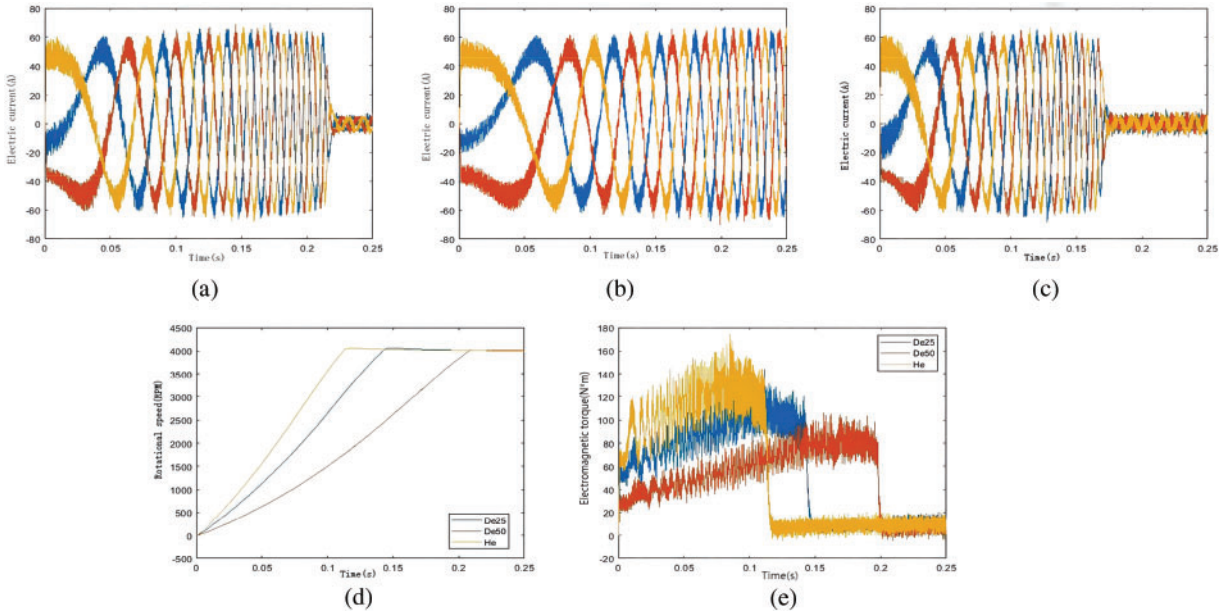 80
60
40
20
0
-20
-40
-60
-80
Electric current(A)
0 0.05 0.1 0.15 0.2 0.25
Time(s)
(a)
80
60
40
20
0
-20
-40
-60
-80
Electric current(A)
0 0.05 0.1 0.15 0.2 0.25
Time(s)
(b)
80
60
40
20
0
-20
-40
-60
-80
Electric current(A)
0 0.05 0.1 0.15 0.2 0.25
Time(s)
(c)
4500
4000
3500
3000
2500
2000
1500
1000
500
0
-500
Rotational speed(RPM)
De25
De50
He
0 0.05 0.1 0.15 0.2 0.25
Time(s)
(d)
180
160
140
120
100
80
60
40
20
0
-20
Electromagnetic torque(N*m)
De25
De50
He
0 0.05 0.1 0.15 0.2 0.25
Time(s)
(e)